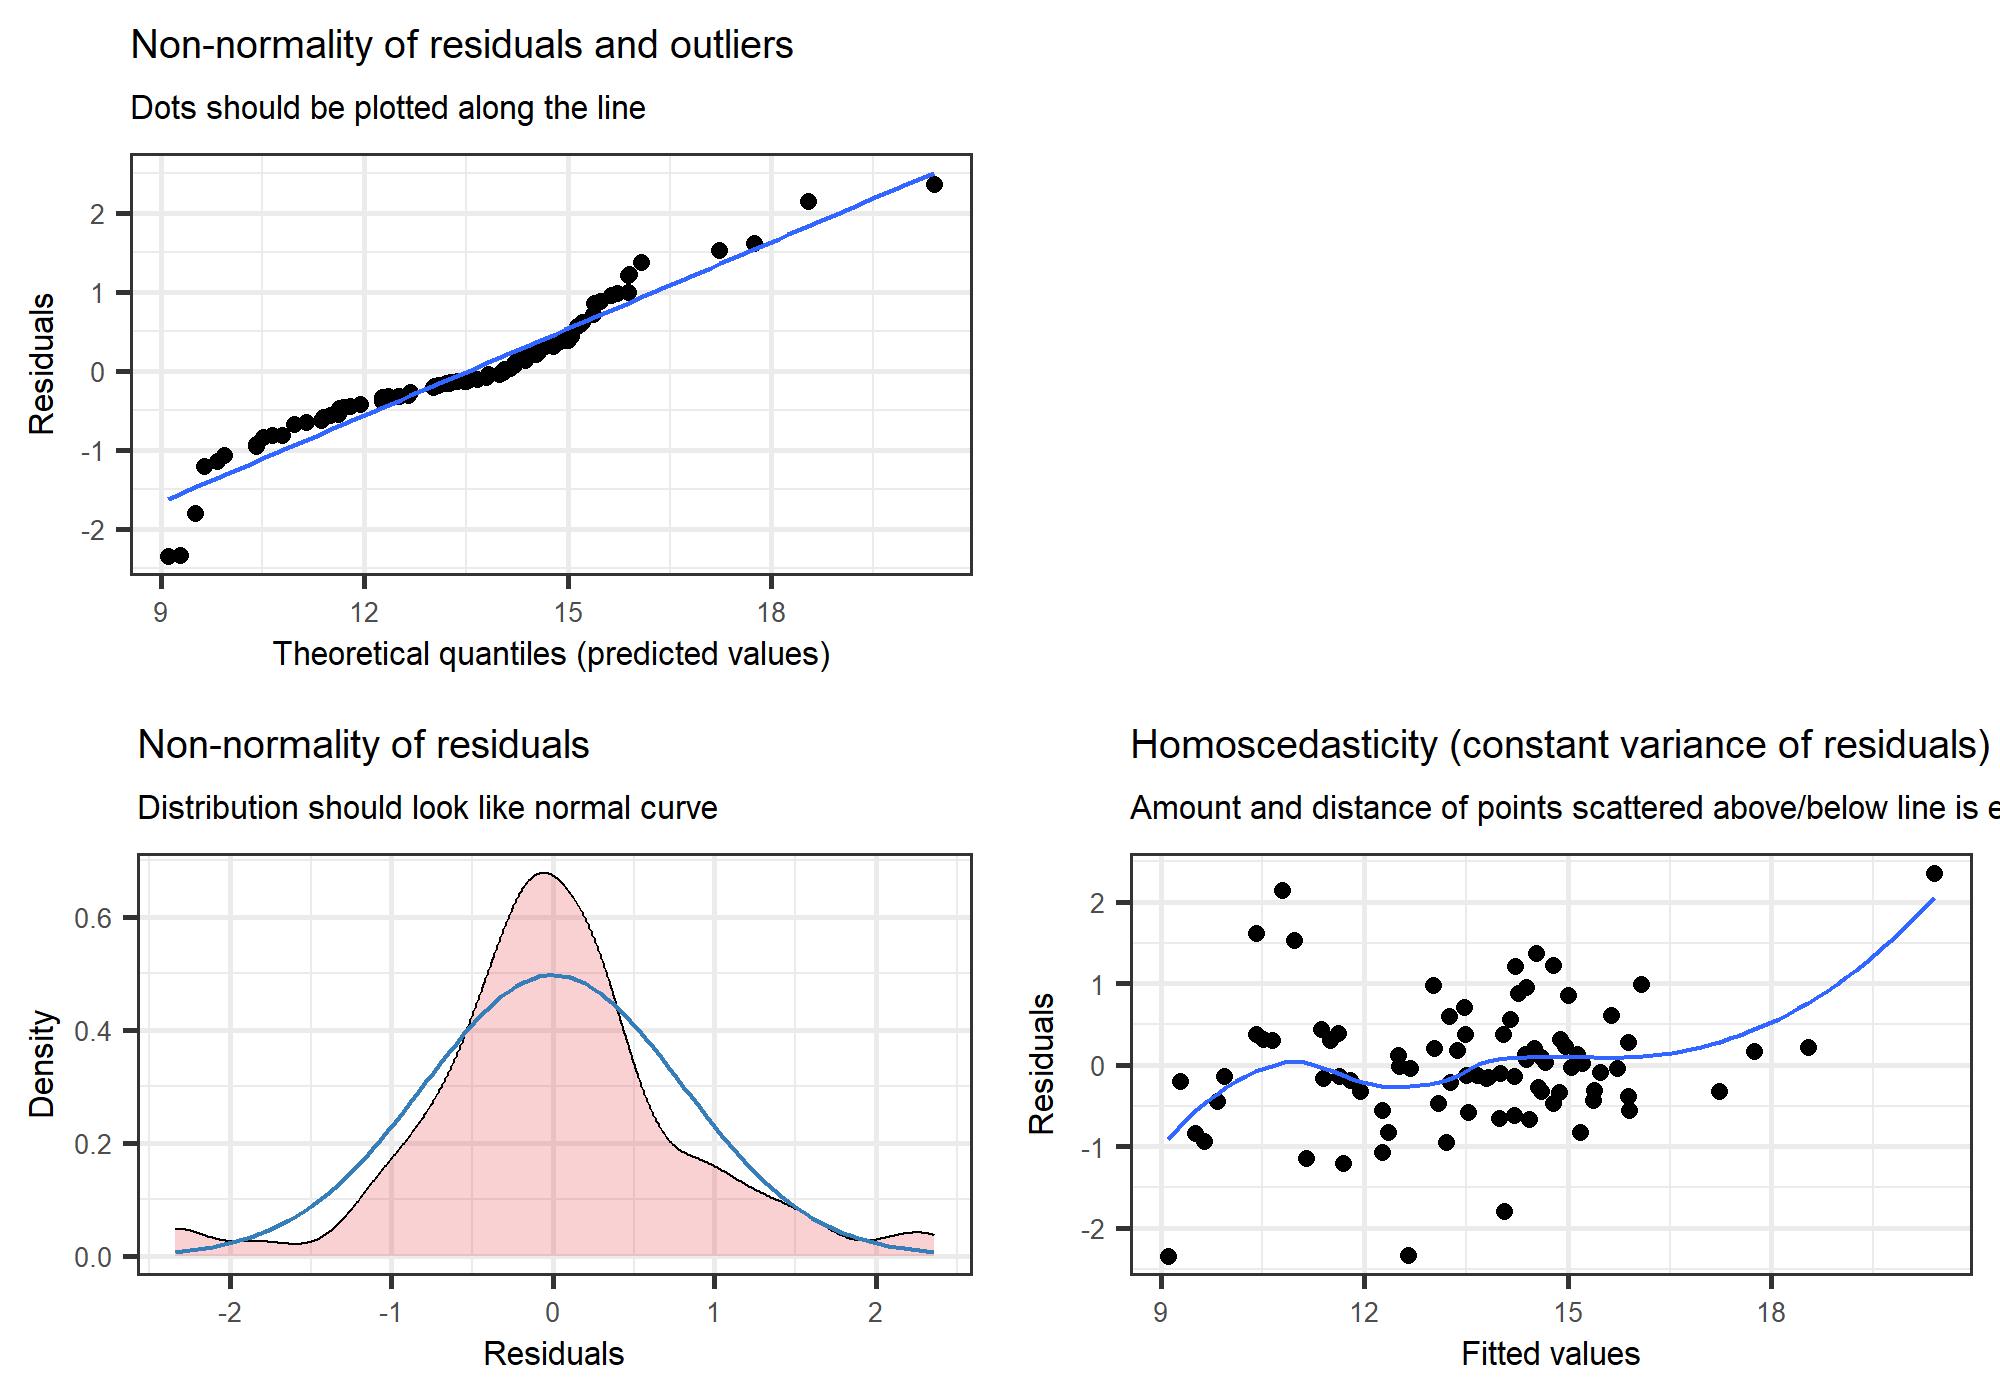 Non-normality of residuals and outliers
Dots should be plotted along the line
2
1
0
-1
-2
Residuals
9 12 15 18
Theoretical quantiles (predicted values)
Non-normality of residuals
Distribution should look like normal curve
0.6
0.4
0.2
0.0
Density
-2 -1 0 1 2
Residuals
Homoscedasticity (constant variance of residuals)
Amount and distance of points scattered above/below line is e
2
1
0
-1
-2
Residuals
9 12 15 18
Fitted values